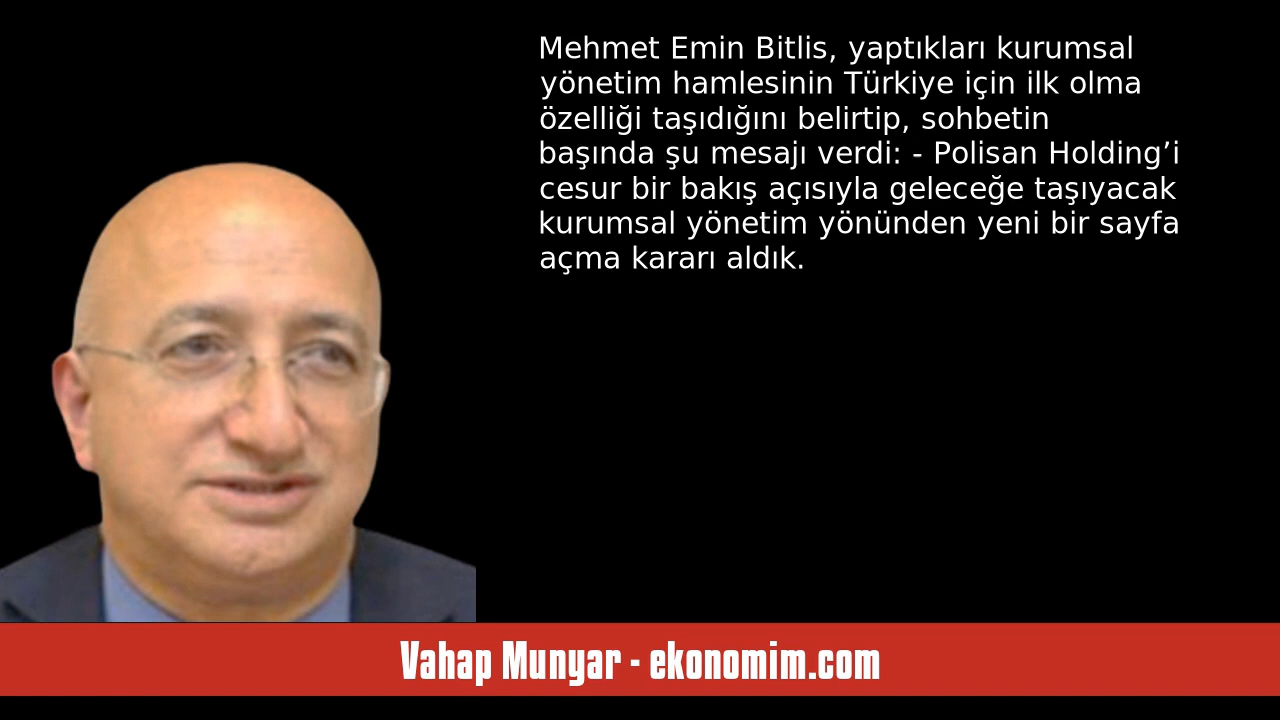 Mehmet Emin Bitlis, yaptıkları kurumsal
yönetim hamlesinin Türkiye için ilk olma
özelliği taşıdığını belirtip, sohbetin
başında şu mesajı verdi: - Polisan Holding’i
cesur bir bakış açısıyla geleceğe taşıyacak
kurumsal yönetim yönünden yeni bir sayfa
açma kararı aldık.
Vahap Munyar - ekonomim.com